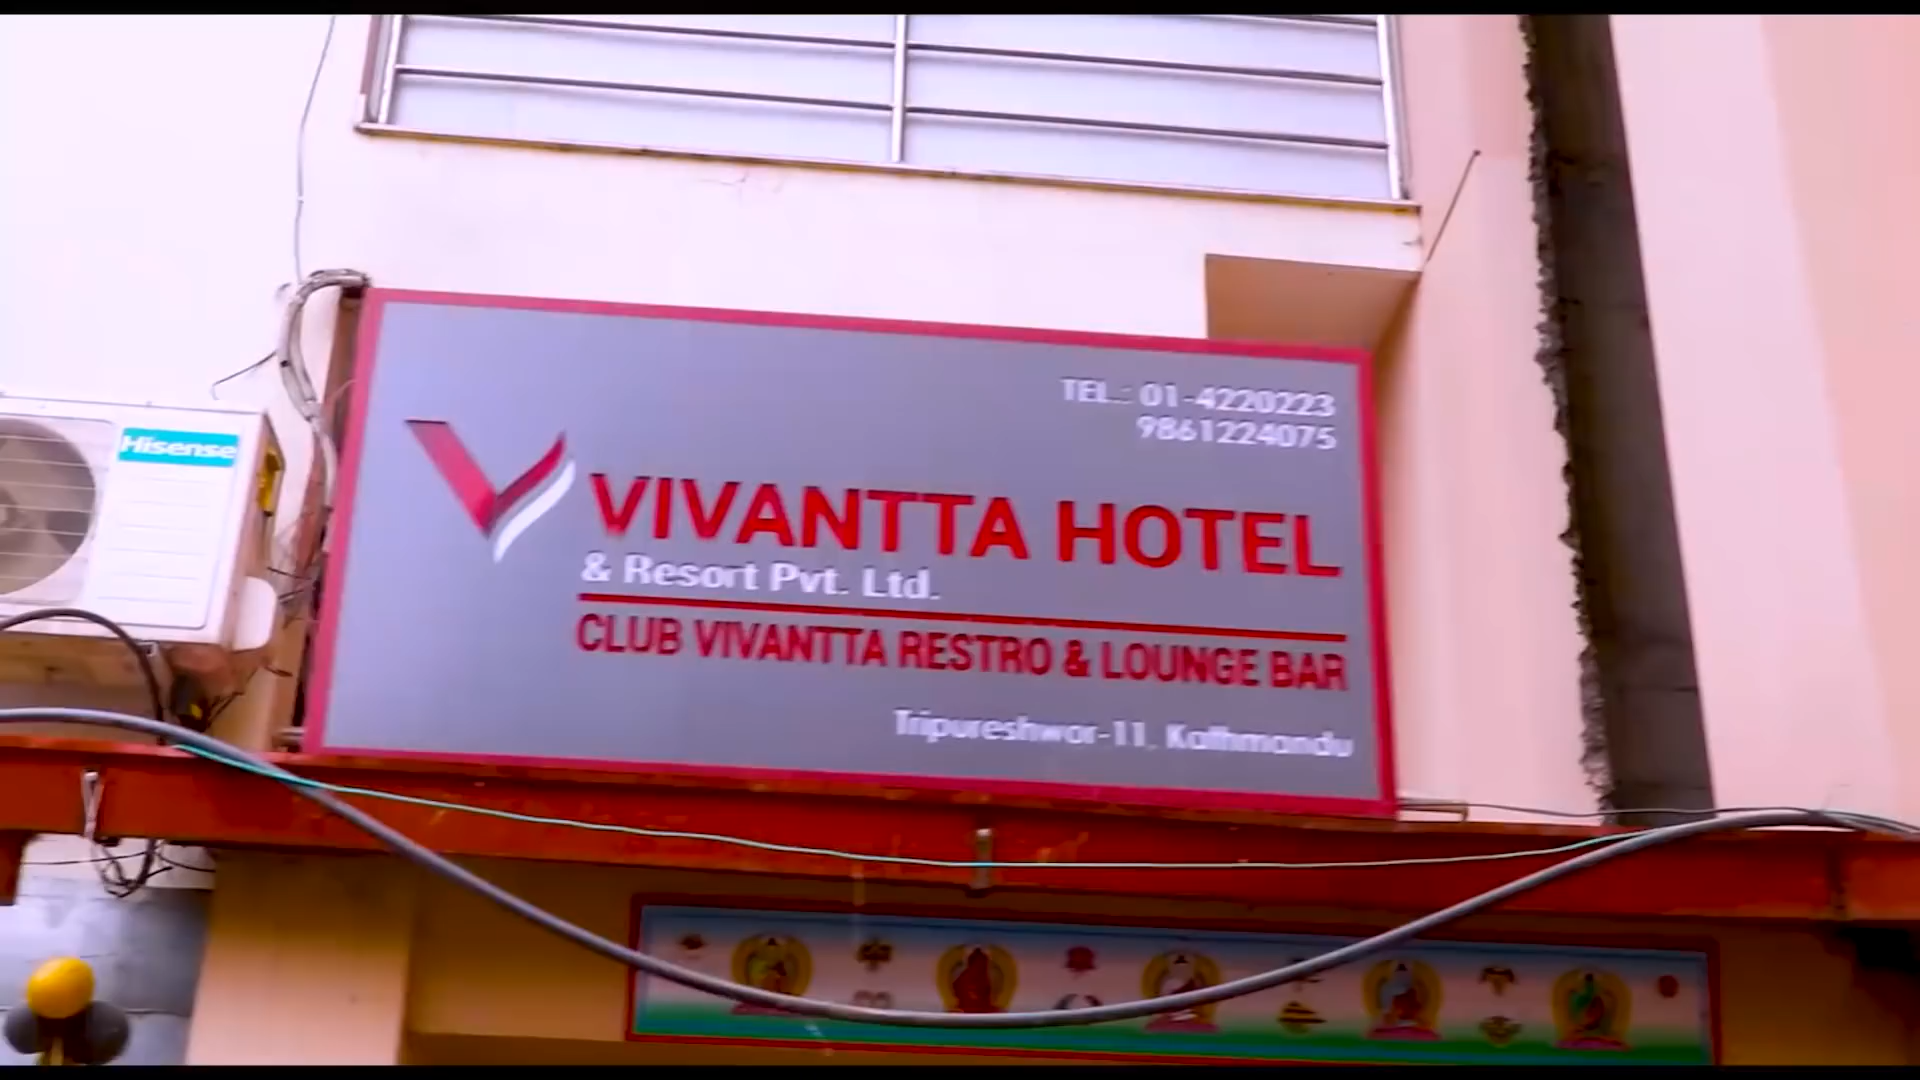 Hisense
TEL.: 01-4220223
9861224075
VIVANTTA HOTEL
& Resort Pvt. Ltd.
CLUB VIVANTTA RESTRO & LOUNGE BAR
Tripureshwor-11, Kathmandu